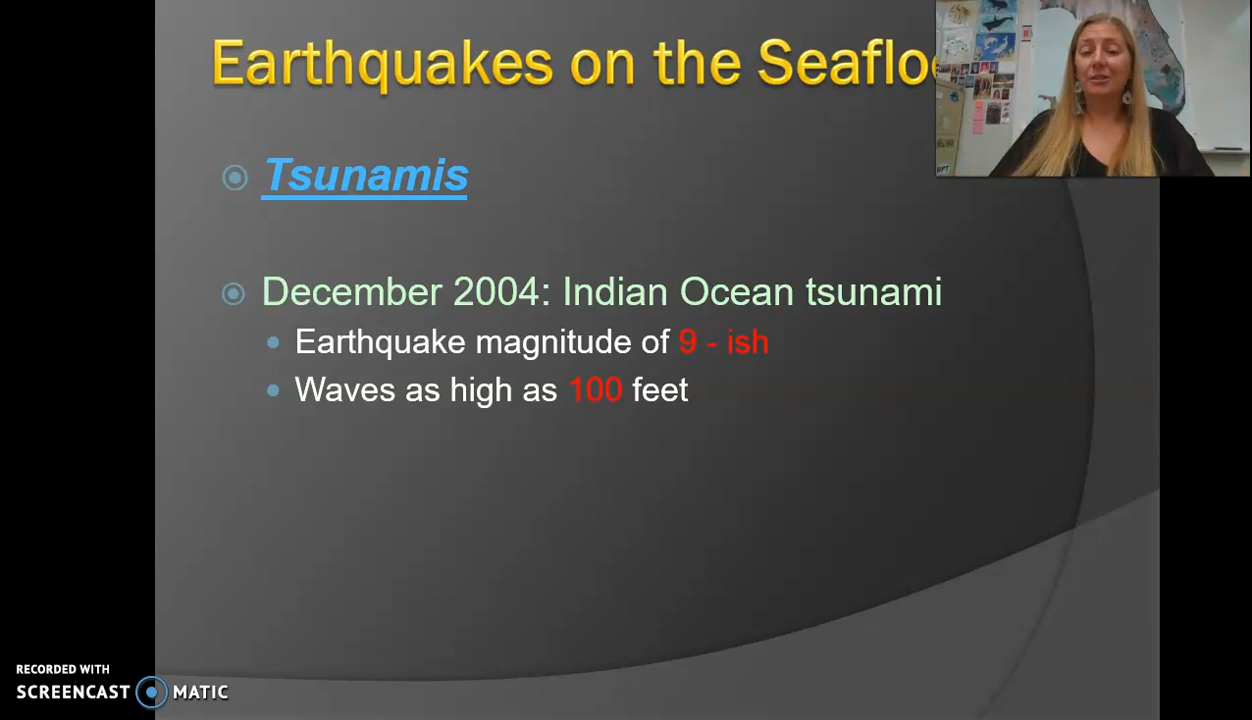 Earthquakes on the Seaflo
Tsunamis
December 2004: Indian Ocean tsunami
Earthquake magnitude of 9 - ish
Waves as high as 100 feet
RECORDED WITH
SCREENCAST MATIC